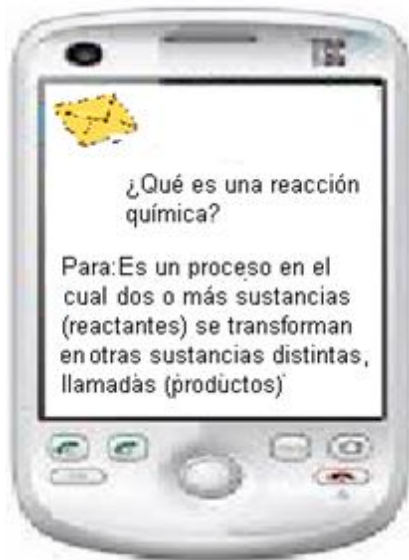 ¿Qué es una reacción
química?
Para:Es un proceso en el
cual dos o más sustancias
(reactantes) se transforman
en otras sustancias distintas,
llamadas (productos)